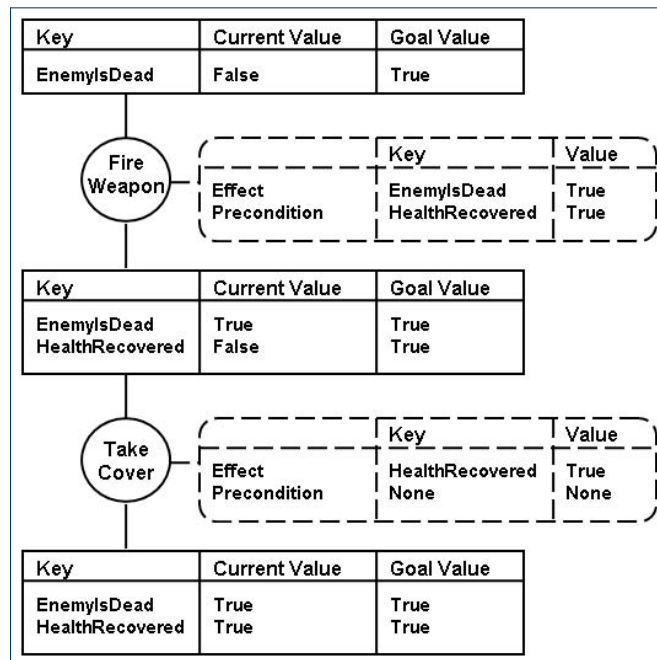 Key Current Value Goal Value
EnemyIsDead False True
Fire
Weapon
Key Value
Effect EnemyIsDead True
Precondition HealthRecovered True
Key Current Value Goal Value
EnemyIsDead True True
HealthRecovered False True
Take
Cover
Key Value
Effect HealthRecovered True
Precondition None None
Key Current Value Goal Value
EnemyIsDead True True
HealthRecovered True True